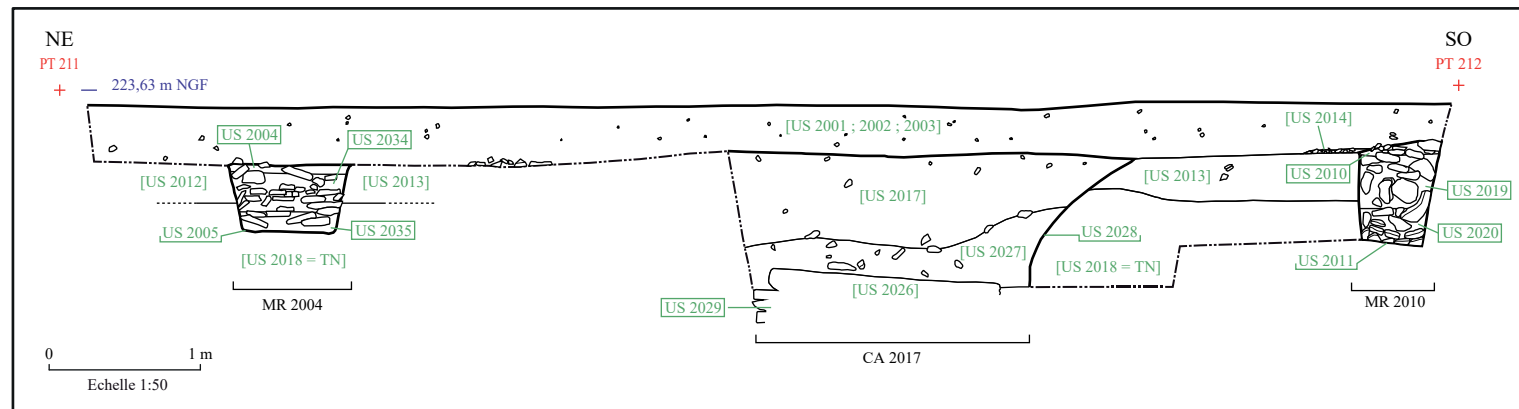 NE
SO
PT 211
PT 212
223,63 m NGF
[US 2001 ; 2002 ; 2003]
[US 2014]
US 2004
US 2034
[US 2012]
[US 2013]
[US 2013]
US 2010
US 2019
[US 2017]
US 2005
US 2035
US 2028
US 2020
[US 2027]
[US 2018 = TN]
[US 2018 = TN]
US 2011
[US 2026]
US 2029
MR 2004
MR 2010
CA 2017
0 1 m
Echelle 1:50